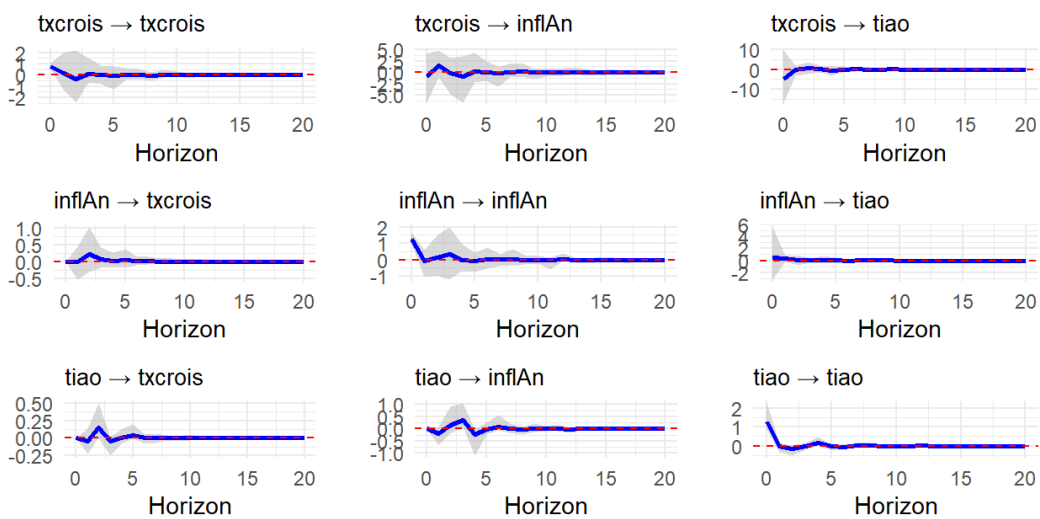 txcrois → txcrois
2
1
0
-1
-2
0 5 10 15 20
Horizon
txcrois → inflAn
5.0
2.5
0.0
-2.5
-5.0
0 5 10 15 20
Horizon
txcrois → tiao
10
0
-10
0 5 10 15 20
Horizon
inflAn → txcrois
1.0
0.5
0.0
-0.5
0 5 10 15 20
Horizon
inflAn → inflAn
2
1
0
-1
0 5 10 15 20
Horizon
inflAn → tiao
6
4
2
0
-2
0 5 10 15 20
Horizon
tiao → txcrois
0.50
0.25
0.00
-0.25
0 5 10 15 20
Horizon
tiao → inflAn
1.0
0.5
0.0
-0.5
-1.0
0 5 10 15 20
Horizon
tiao → tiao
2
1
0
0 5 10 15 20
Horizon